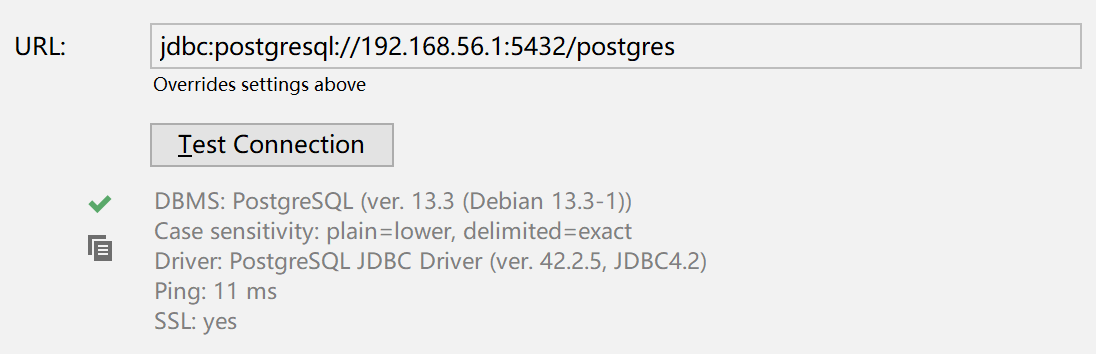 URL: jdbc:postgresql://192.168.56.1:5432/postgres
Overrides settings above
Test Connection
DBMS: PostgreSQL (ver. 13.3 (Debian 13.3-1))
Case sensitivity: plain=lower, delimited=exact
Driver: PostgreSQL JDBC Driver (ver. 42.2.5, JDBC4.2)
Ping: 11 ms
SSL: yes